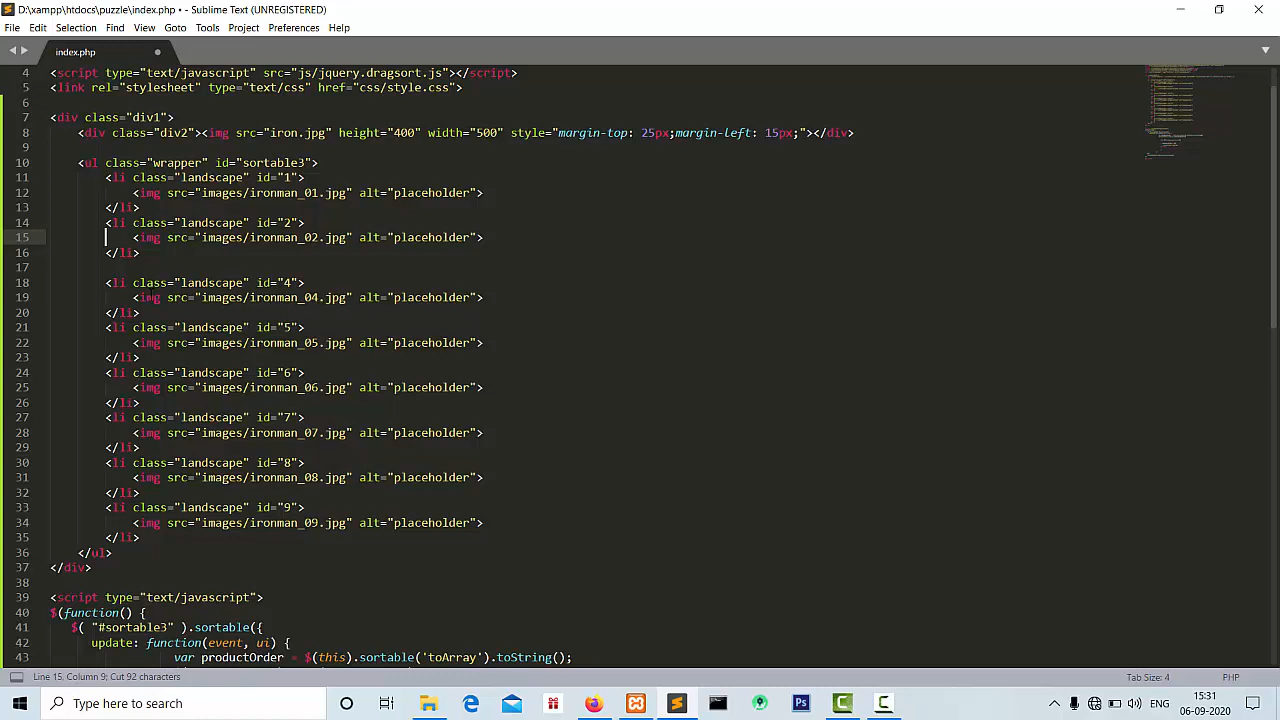 D:\xampp\htdocs\puzzle\index.php • - Sublime Text (UNREGISTERED)
File Edit Selection Find View Goto Tools Project Preferences Help
index.php
4 <script type="text/javascript" src="js/jquery.dragsort.js"></script>
5 <link rel="stylesheet" type="text/css" href="css/style.css">
6
7 <div class="div1">
8 <div class="div2"><img src="iron.jpg" height="400" width="500" style="margin-top: 25px;margin-left: 15px;"></div>
9
10 <ul class="wrapper" id="sortable3">
11 <li class="landscape" id="1">
12 <img src="images/ironman_01.jpg" alt="placeholder">
13 </li>
14 <li class="landscape" id="2">
15 <img src="images/ironman_02.jpg" alt="placeholder">
16 </li>
17
18 <li class="landscape" id="4">
19 <img src="images/ironman_04.jpg" alt="placeholder">
20 </li>
21 <li class="landscape" id="5">
22 <img src="images/ironman_05.jpg" alt="placeholder">
23 </li>
24 <li class="landscape" id="6">
25 <img src="images/ironman_06.jpg" alt="placeholder">
26 </li>
27 <li class="landscape" id="7">
28 <img src="images/ironman_07.jpg" alt="placeholder">
29 </li>
30 <li class="landscape" id="8">
31 <img src="images/ironman_08.jpg" alt="placeholder">
32 </li>
33 <li class="landscape" id="9">
34 <img src="images/ironman_09.jpg" alt="placeholder">
35 </li>
36 </ul>
37 </div>
38
39 <script type="text/javascript">
40 $(function() {
41 $( "#sortable3" ).sortable({
42 update: function(event, ui) {
43 var productOrder = $(this).sortable('toArray').toString();
Line 15, Column 9; Cut 92 characters Tab Size: 4 PHP
Type here to search
ENG
15:31
06-09-2020